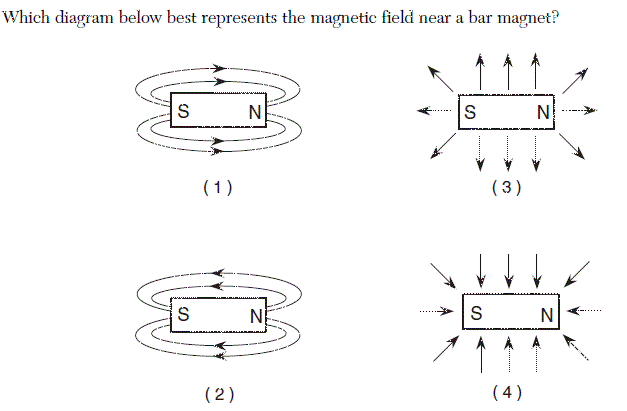 Which diagram below best represents the magnetic field near a bar magnet?
S N
S N
(1)
(3)
S N
S N
(2)
(4)